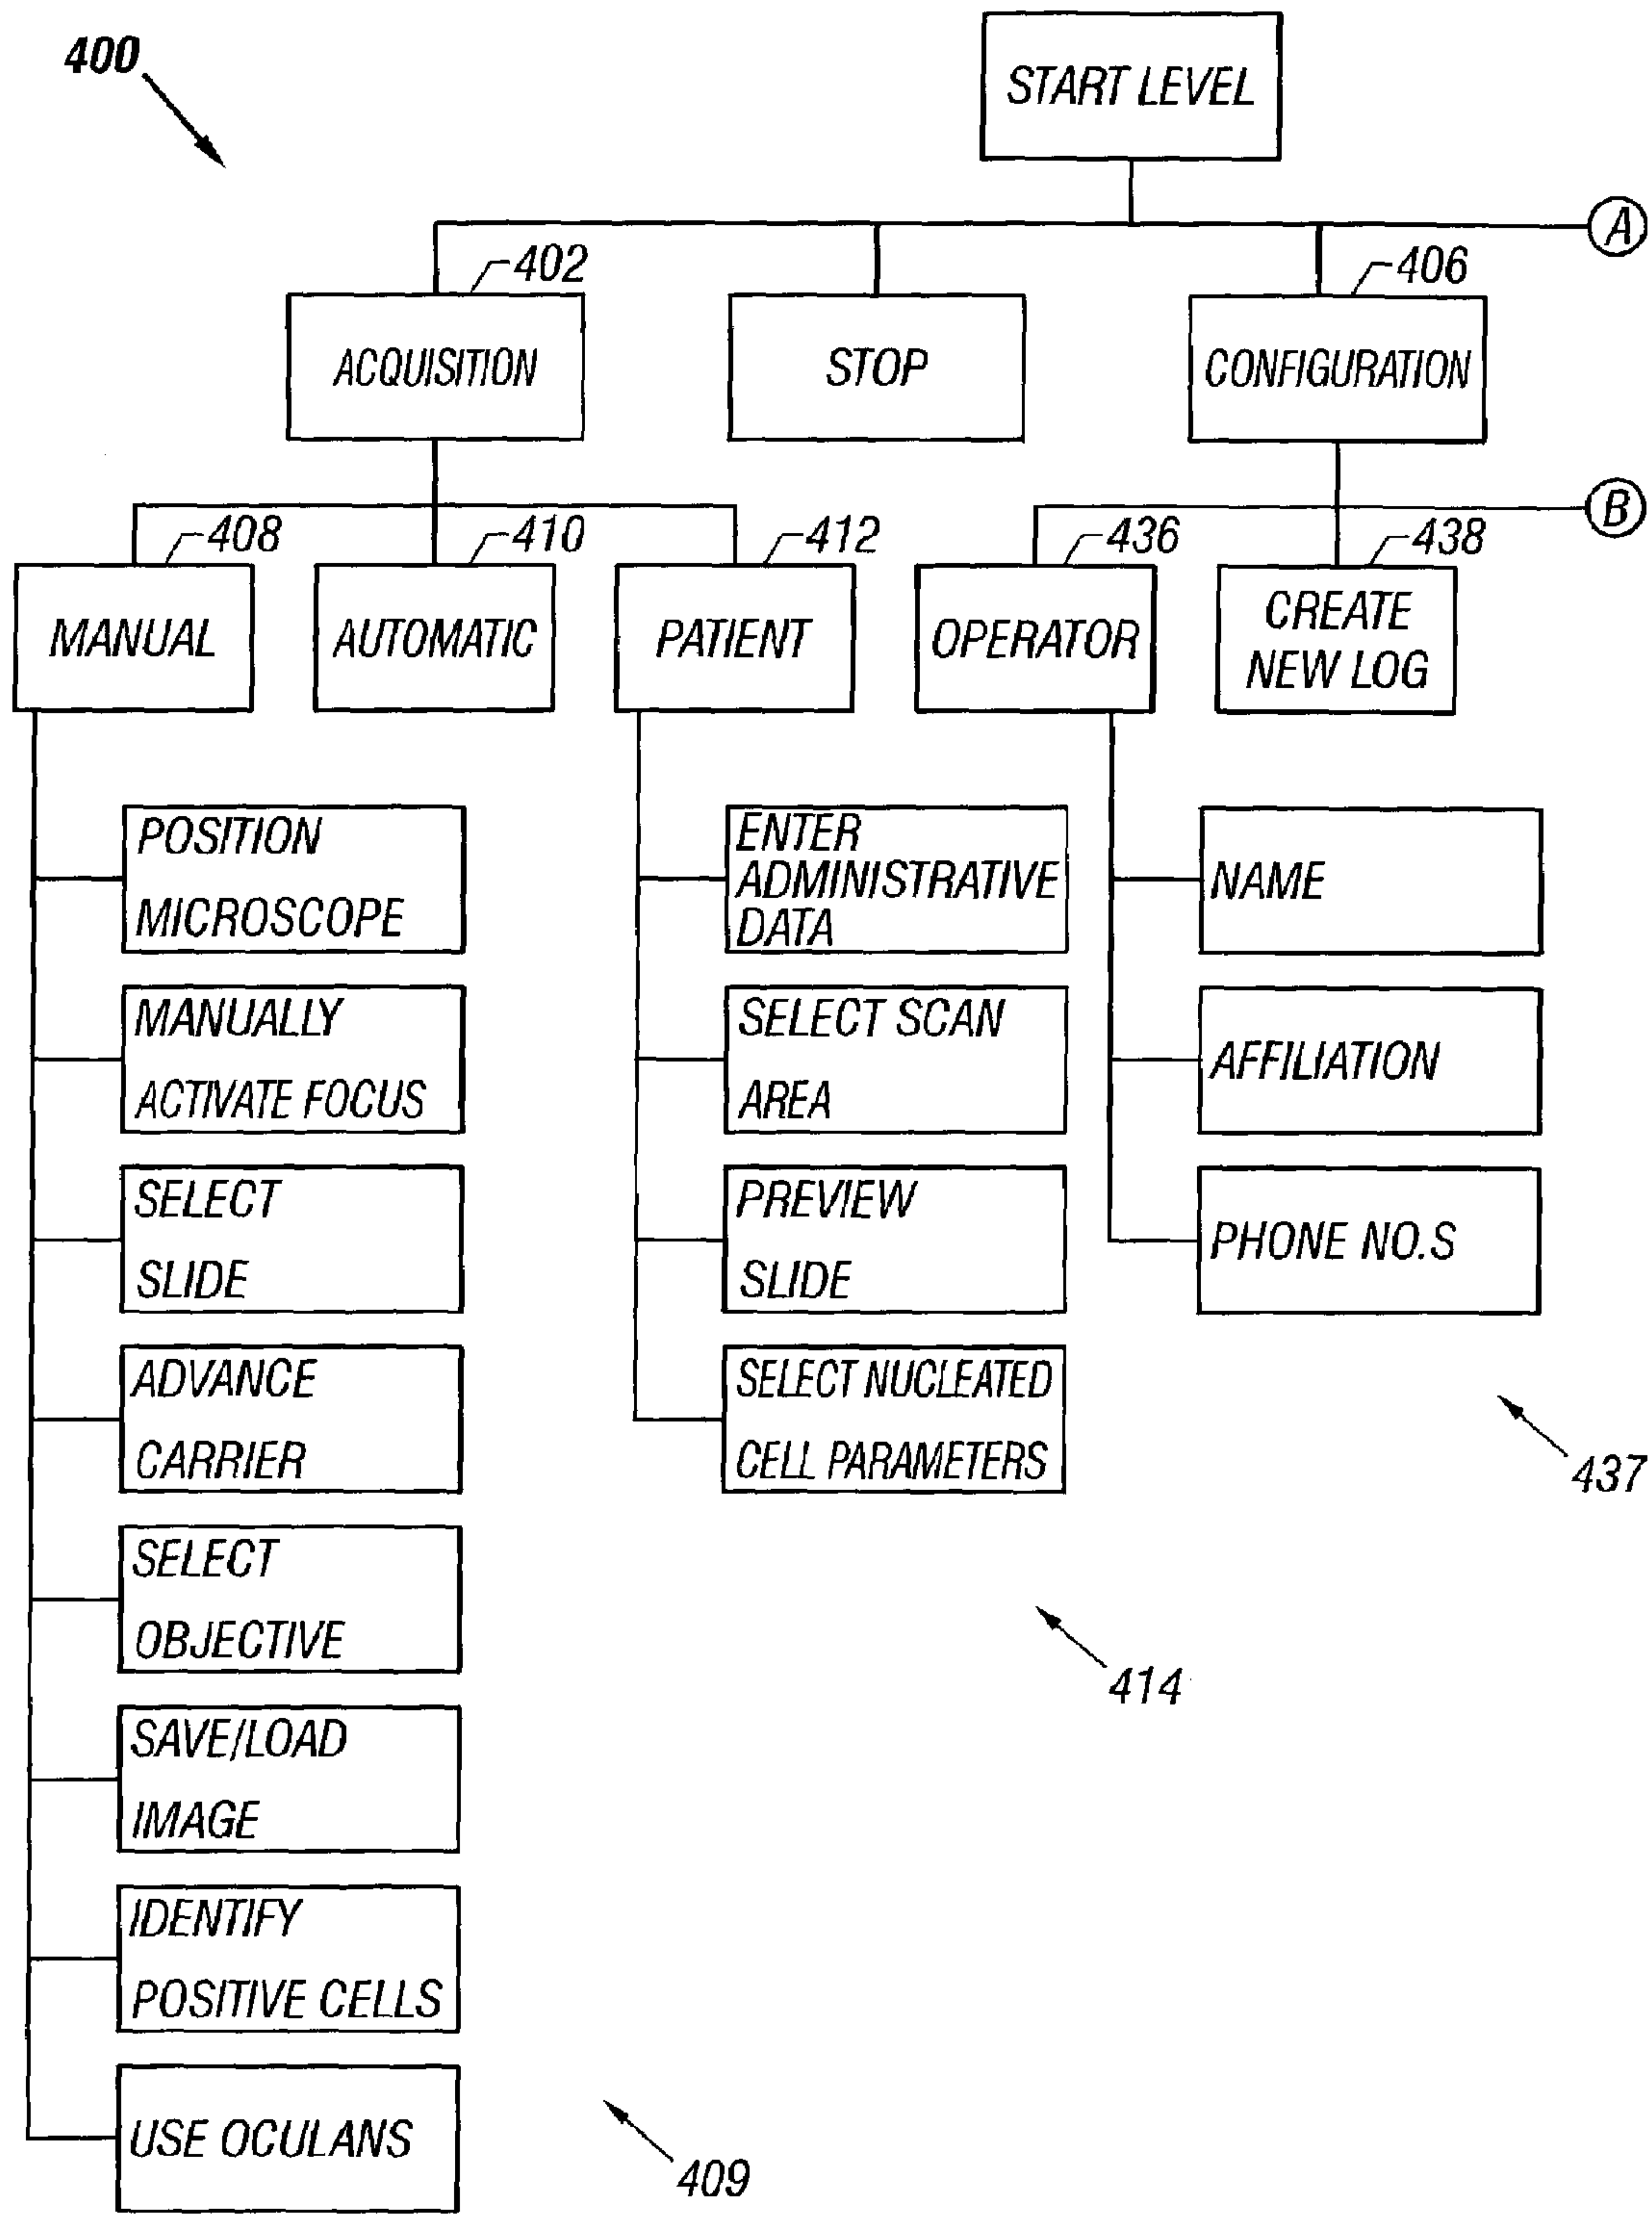 400
START LEVEL
A
402
406
ACQUISITION
STOP
CONFIGURATION
B
408
410
412
436
438
MANUAL
AUTOMATIC
PATIENT
OPERATOR
CREATE
NEW LOG
POSITION
MICROSCOPE
MANUALLY
ACTIVATE FOCUS
SELECT
SLIDE
ADVANCE
CARRIER
SELECT
OBJECTIVE
SAVE/LOAD
IMAGE
IDENTIFY
POSITIVE CELLS
USE OCULANS
409
ENTER
ADMINISTRATIVE
DATA
SELECT SCAN
AREA
PREVIEW
SLIDE
SELECT NUCLEATED
CELL PARAMETERS
414
NAME
AFFILIATION
PHONE NO.S
437